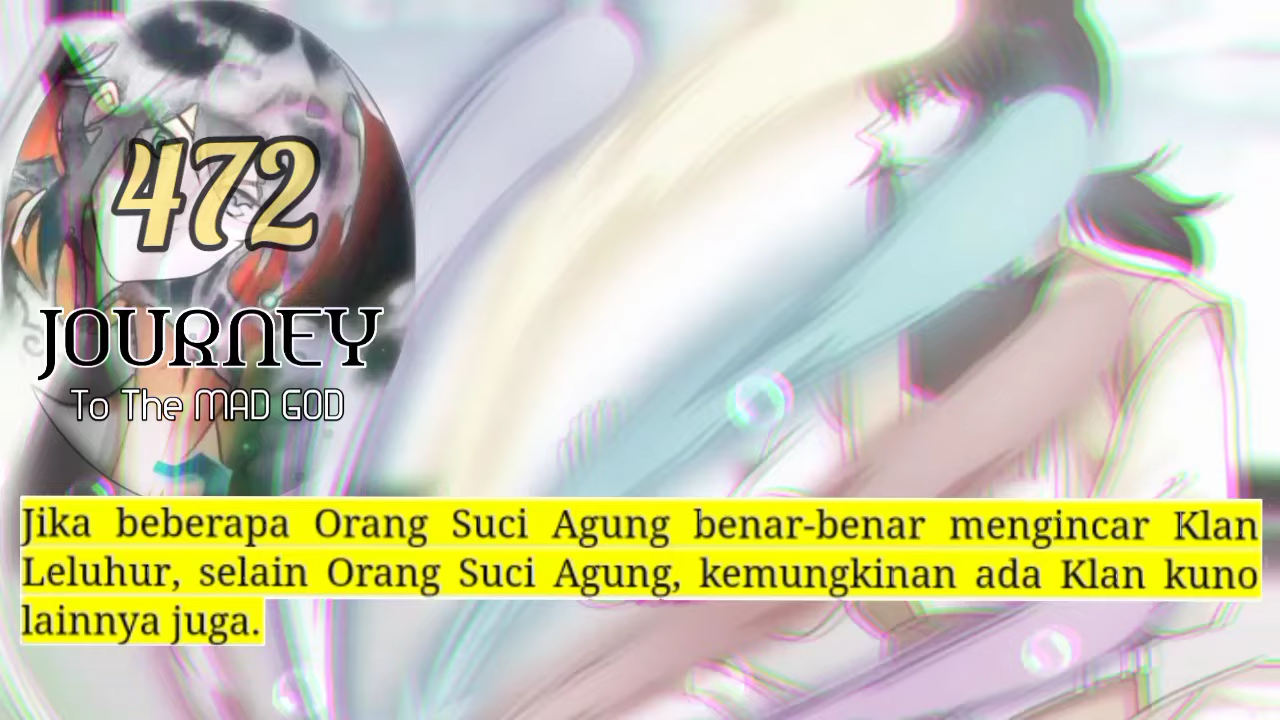 472
JOURNEY
To The MAD GOD
Jika beberapa Orang Suci Agung benar-benar mengincar Klan
Leluhur, selain Orang Suci Agung, kemungkinan ada Klan kuno
lainnya juga.